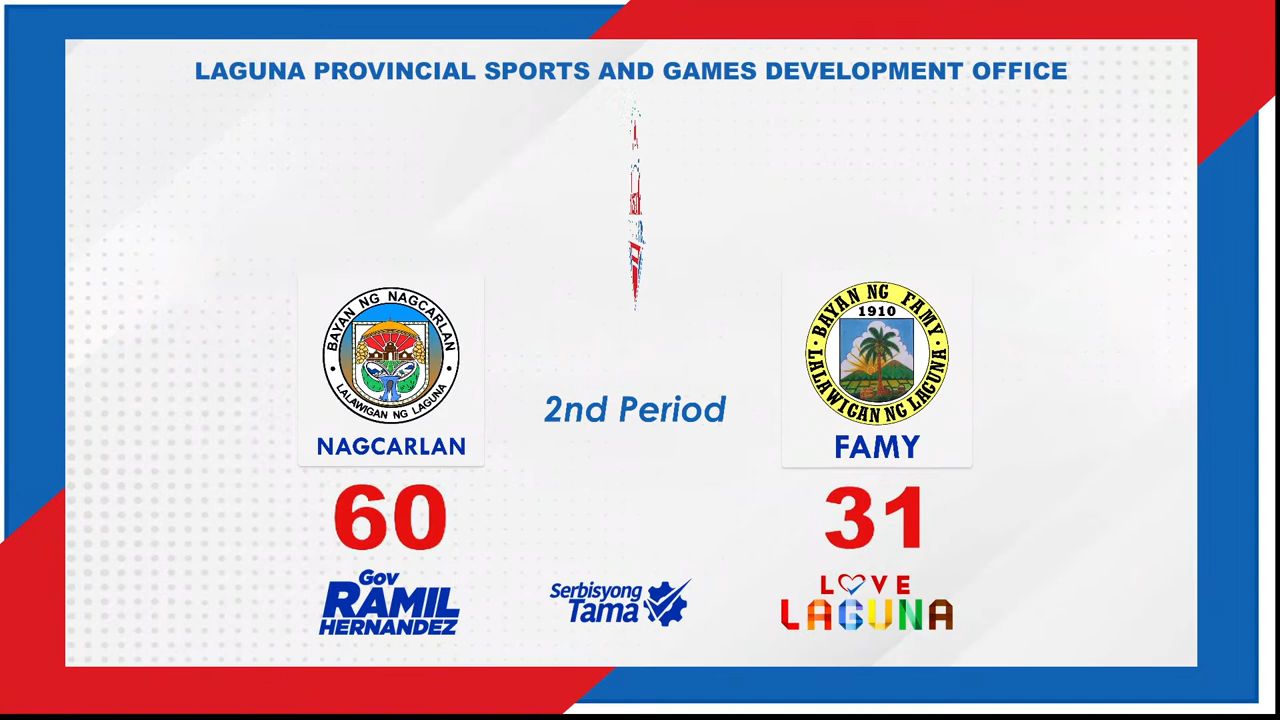 LAGUNA PROVINCIAL SPORTS AND GAMES DEVELOPMENT OFFICE
BAYAN NG NAGCARLAN
LALAWIGAN NG LAGUNA
NAGCARLAN
60
2nd Period
BAYAN NG FAMY
1910
LALAWIGAN NG LAGUNA
FAMY
31
Gov
RAMIL
HERNANDEZ
Serbisyong
Tama
LOVE
LAGUNA